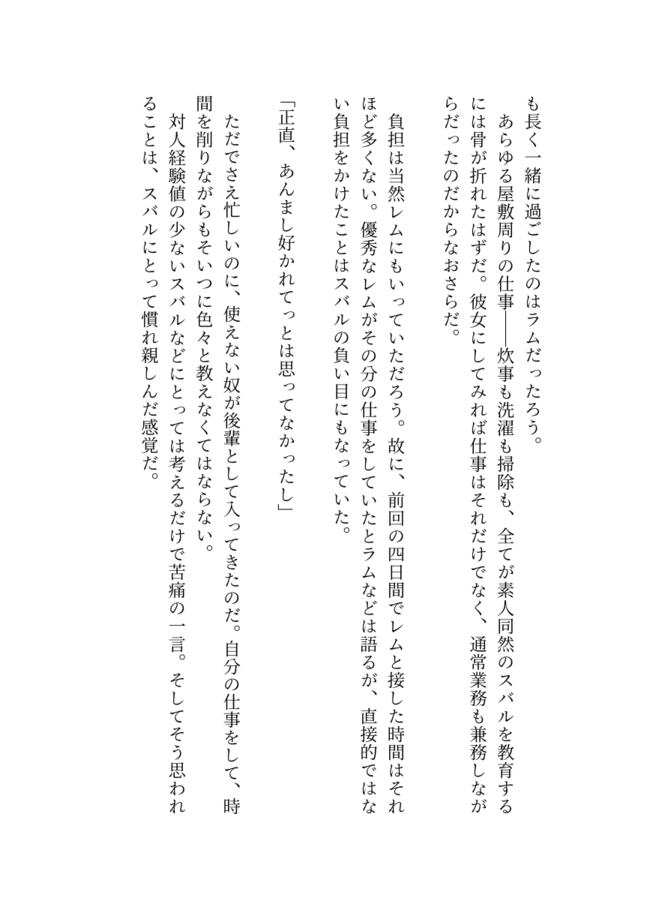 も長く一緒に過ごしたのはラムだったろう。
あらゆる屋敷周りの仕事――炊事も洗濯も掃除も、全てが素人同然のスバルを教育する
には骨が折れたはずだ。彼女にしてみれば仕事はそれだけでなく、通常業務も兼務しなが
らだったのだからなおさらだ。
負担は当然レムにもいっていただろう。故に、前回の四日間でレムと接した時間はそれ
ほど多くない。優秀なレムがその分の仕事をしていたとラムなどは語るが、直接的ではな
い負担をかけたことはスバルの負い目にもなっていた。
「正直、あんまし好かれてっとは思ってなかったし」
ただでさえ忙しいのに、使えない奴が後輩として入ってきたのだ。自分の仕事をして、時
間を削りながらもそいつに色々と教えなくてはならない。
対人経験値の少ないスバルなどにとっては考えるだけで苦痛の一言。そしてそう思われ
ることは、スバルにとって慣れ親しんだ感覚だ。